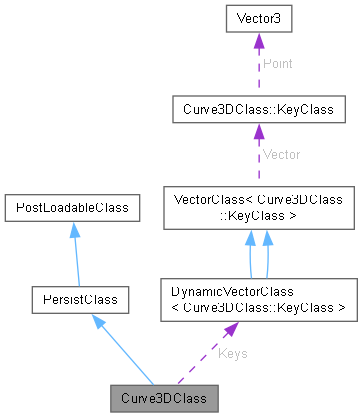 Vector3
Point
Curve3DClass::KeyClass
Vector
PostLoadableClass
VectorClass< Curve3DClass
::KeyClass >
PersistClass
DynamicVectorClass
< Curve3DClass::KeyClass >
Keys
Curve3DClass